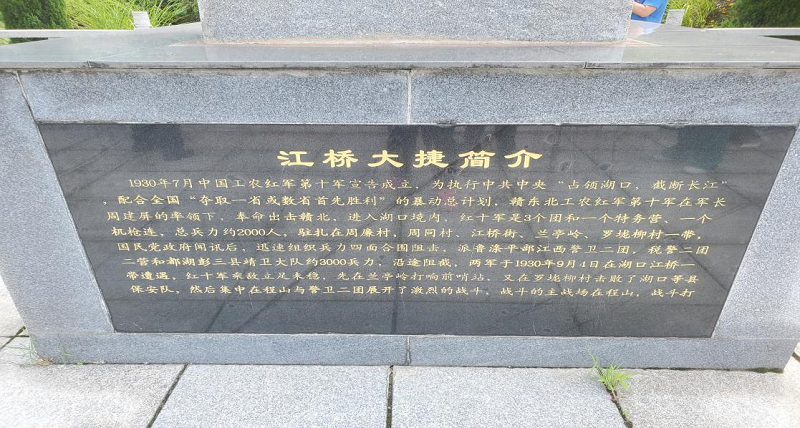 江桥大捷简介
1930年7月中国工农红军第十军宣告成立，为执行中共中央“占领湖口，截断长江”
，配合全国“夺取一省或数省首先胜利”的暴动总计划，赣东北工农红军第十军在军长
周建屏的率领下，奉命出击赣北、进入湖口境内，红十军是3个团和一个特务营、一个
机枪连，总兵力约2000人，驻扎在周廉村、周同村、江桥街、兰亭岭、罗垅柳村一带，
国民党政府闻讯后，迅速组织兵力四面合围阻击，派晋涤平部江西警卫二团，税警二团
二营和都湖彭三县靖卫大队约3000兵力，沿途阻截，两军于1930年9月4日在湖口江桥一
带遭遇，红十军乘敌立足未稳，先在兰亭岭打响前哨站，又在罗垅柳村击败了湖口等县
保安队，然后集中在程山与警卫二团展开了激烈的战斗，战斗的主战场在程山，战斗打